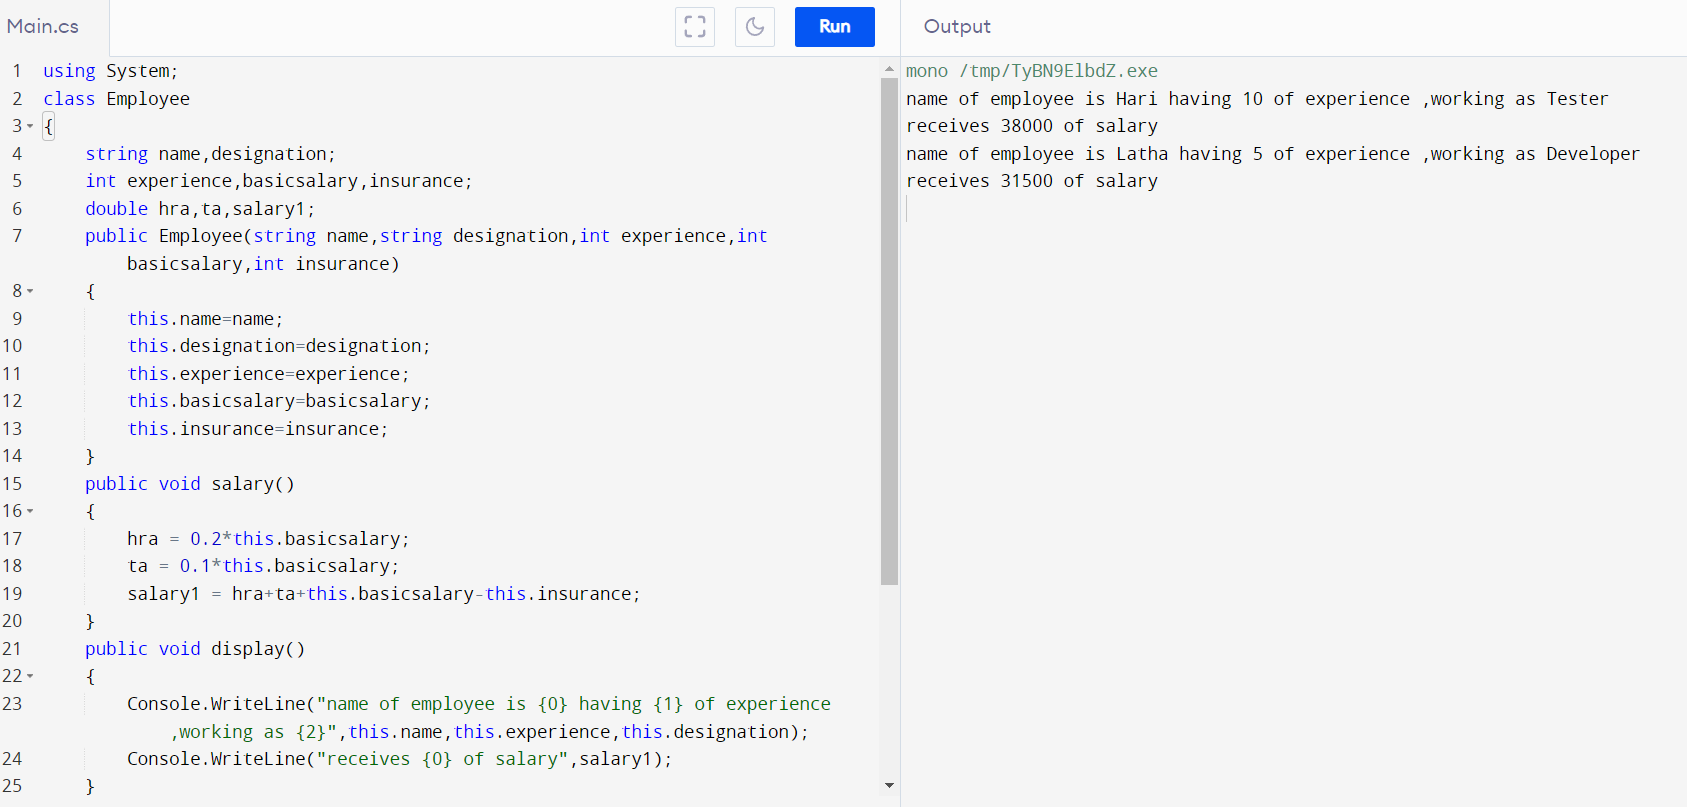 Main.cs
Run
Output
1 using System;
2 class Employee
3 {
4 string name,designation;
5 int experience,basicsalary,insurance;
6 double hra,ta,salary1;
7 public Employee(string name,string designation,int experience,int
basicsalary,int insurance)
8 {
9 this.name=name;
10 this.designation=designation;
11 this.experience=experience;
12 this.basicsalary=basicsalary;
13 this.insurance=insurance;
14 }
15 public void salary()
16 {
17 hra = 0.2*this.basicsalary;
18 ta = 0.1*this.basicsalary;
19 salary1 = hra+ta+this.basicsalary-this.insurance;
20 }
21 public void display()
22 {
23 Console.WriteLine("name of employee is {0} having {1} of experience
,working as {2}",this.name,this.experience,this.designation);
24 Console.WriteLine("receives {0} of salary",salary1);
25 }
mono /tmp/TyBN9ElbdZ.exe
name of employee is Hari having 10 of experience ,working as Tester
receives 38000 of salary
name of employee is Latha having 5 of experience ,working as Developer
receives 31500 of salary